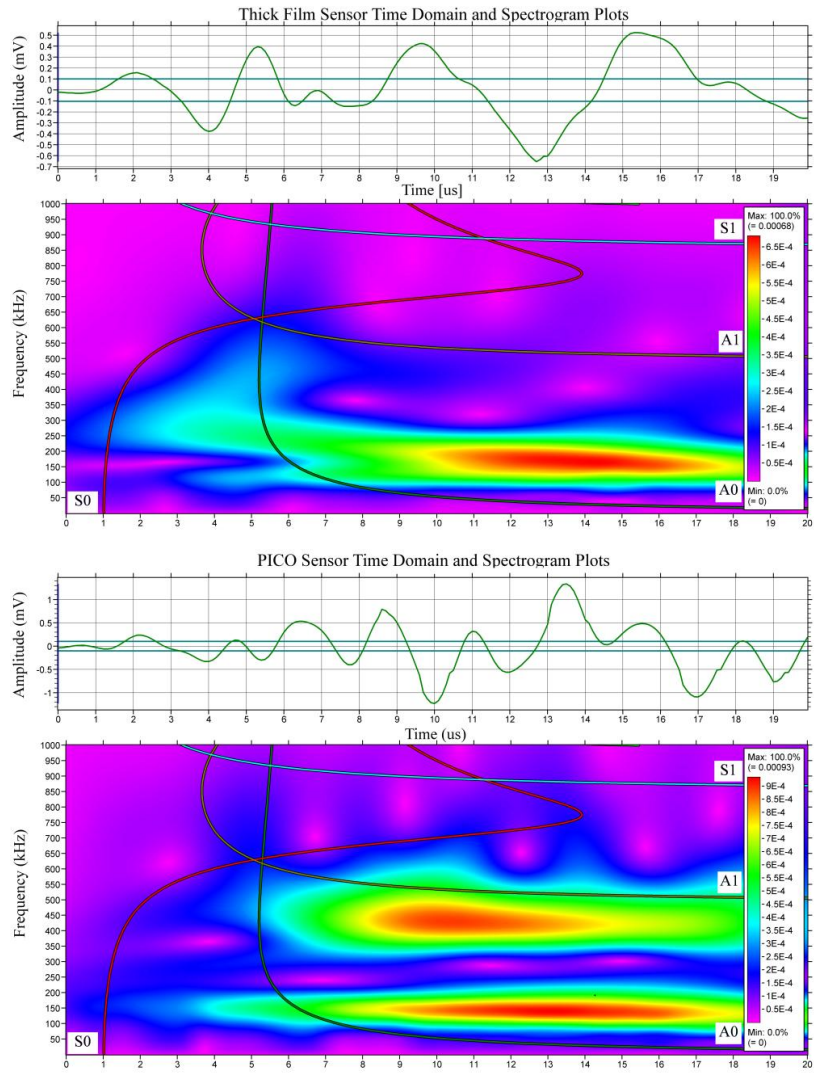 Thick Film Sensor Time Domain and Spectrogram Plots
Amplitude (mV)
0.5
0.4
0.3
0.2
0.1
0
-0.1
-0.2
-0.3
-0.4
-0.5
-0.6
-0.7
0 1 2 3 4 5 6 7 8 9 10 11 12 13 14 15 16 17 18 19
Time [us]
Frequency (kHz)
1000
950
900
850
800
750
700
650
600
550
500
450
400
350
300
250
200
150
100
50
S1
A1
A0
S0
Max: 100.0%
(= 0.00068)
6.5E-4
6E-4
5.5E-4
5E-4
4.5E-4
4E-4
3.5E-4
3E-4
2.5E-4
2E-4
1.5E-4
1E-4
0.5E-4
Min: 0.0%
(= 0)
0 1 2 3 4 5 6 7 8 9 10 11 12 13 14 15 16 17 18 19 20
PICO Sensor Time Domain and Spectrogram Plots
Amplitude (mV)
1
0.5
0
-0.5
-1
0 1 2 3 4 5 6 7 8 9 10 11 12 13 14 15 16 17 18 19
Time (us)
Frequency (kHz)
1000
950
900
850
800
750
700
650
600
550
500
450
400
350
300
250
200
150
100
50
S1
A1
A0
S0
Max: 100.0%
(= 0.00093)
9E-4
8.5E-4
7.5E-4
7E-4
6.5E-4
5.5E-4
5E-4
4E-4
3.5E-4
3E-4
2E-4
1E-4
0.5E-4
Min: 0.0%
(= 0)
0 1 2 3 4 5 6 7 8 9 10 11 12 13 14 15 16 17 18 19 20